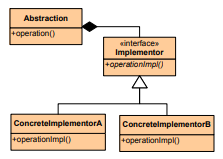 Abstraction
+operation()
«interface»
Implementor
+operationImpl()
ConcreteImplementorA
+operationImpl()
ConcreteImplementorB
+operationImpl()